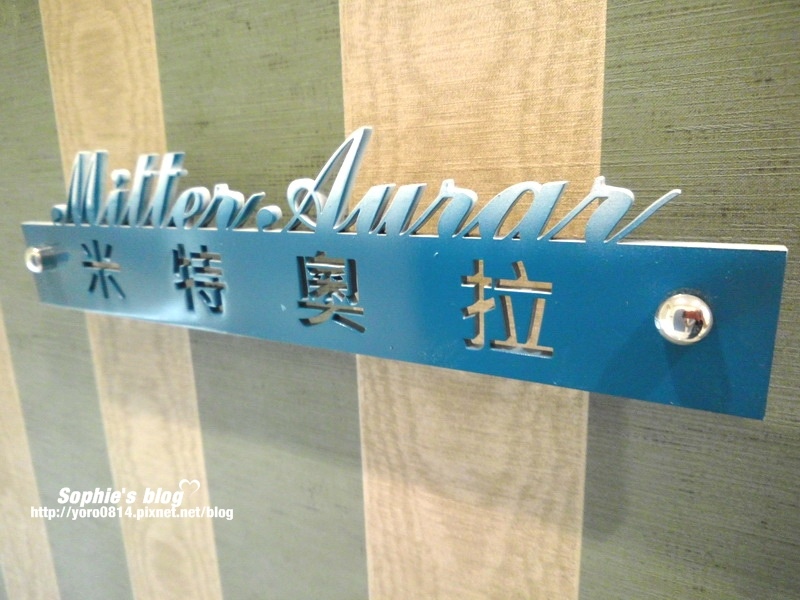 Mitter.Aurar
米特奧拉
Sophie's blog
http://yoro0814.pixnet.net/blog